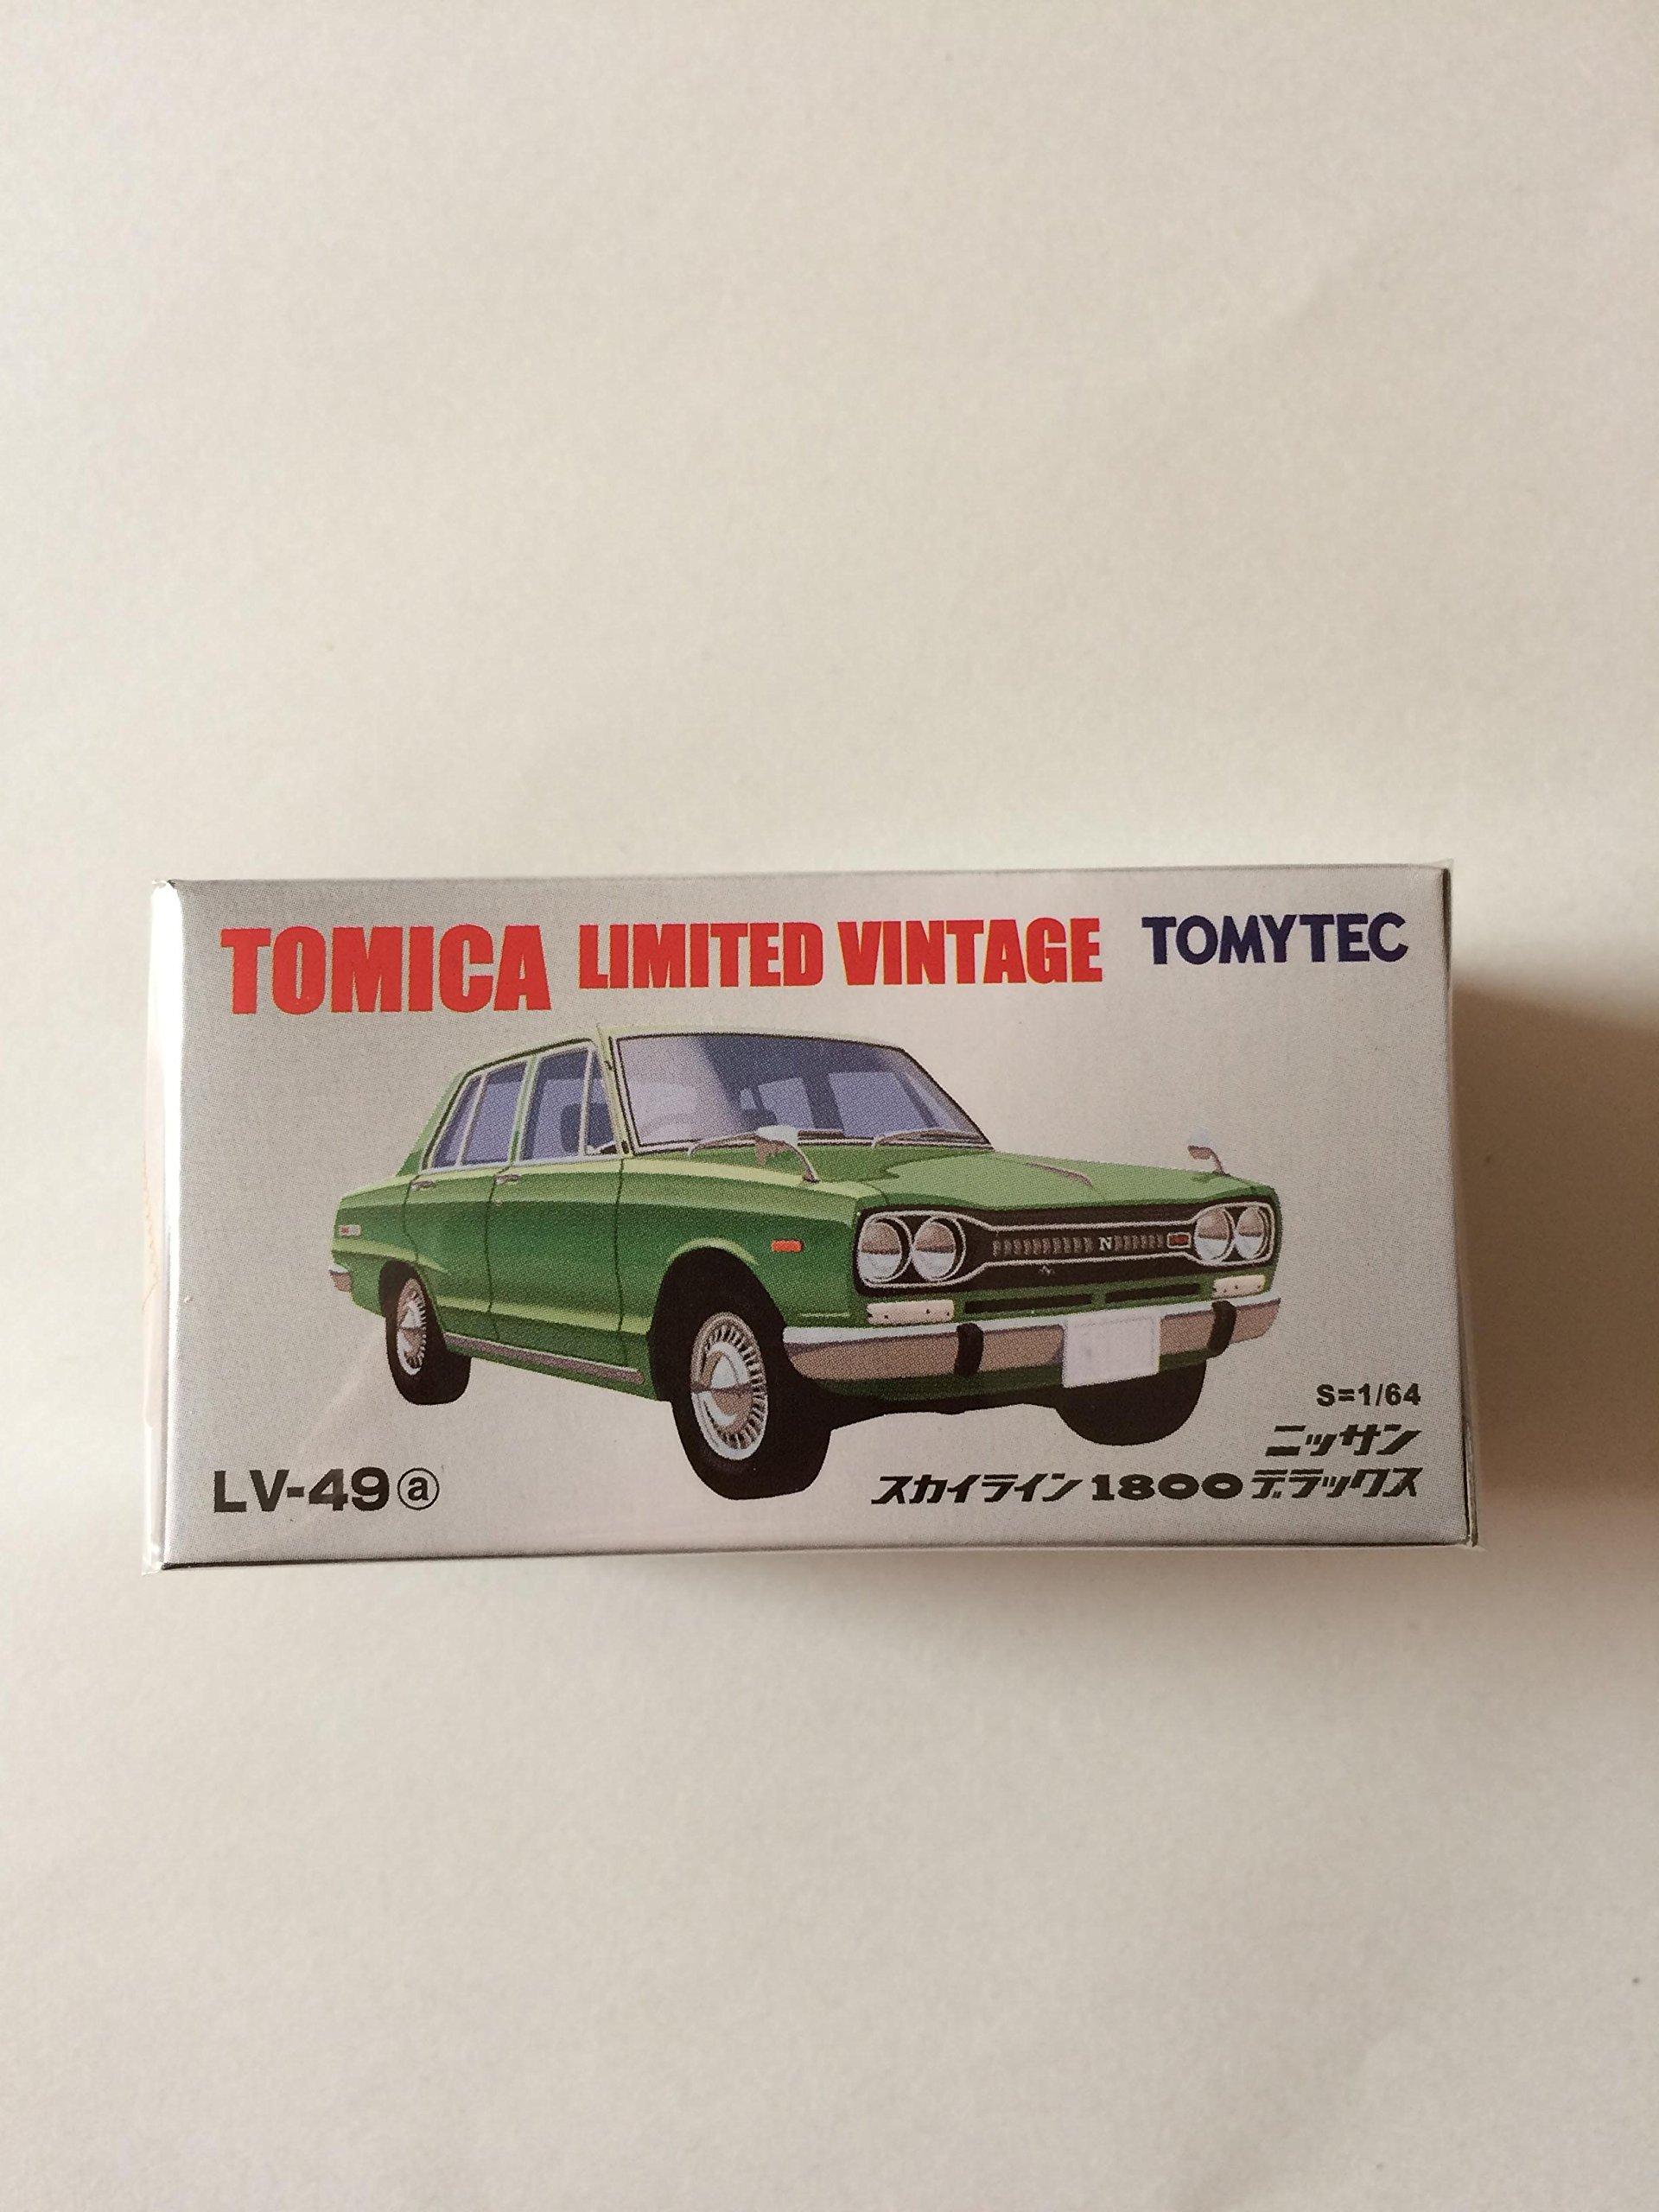 TOMICA LIMITED VINTAGE TOMYTEC
N
S=1/64
ニッサン
LV-49ⓐ スカイライン1800デラックス